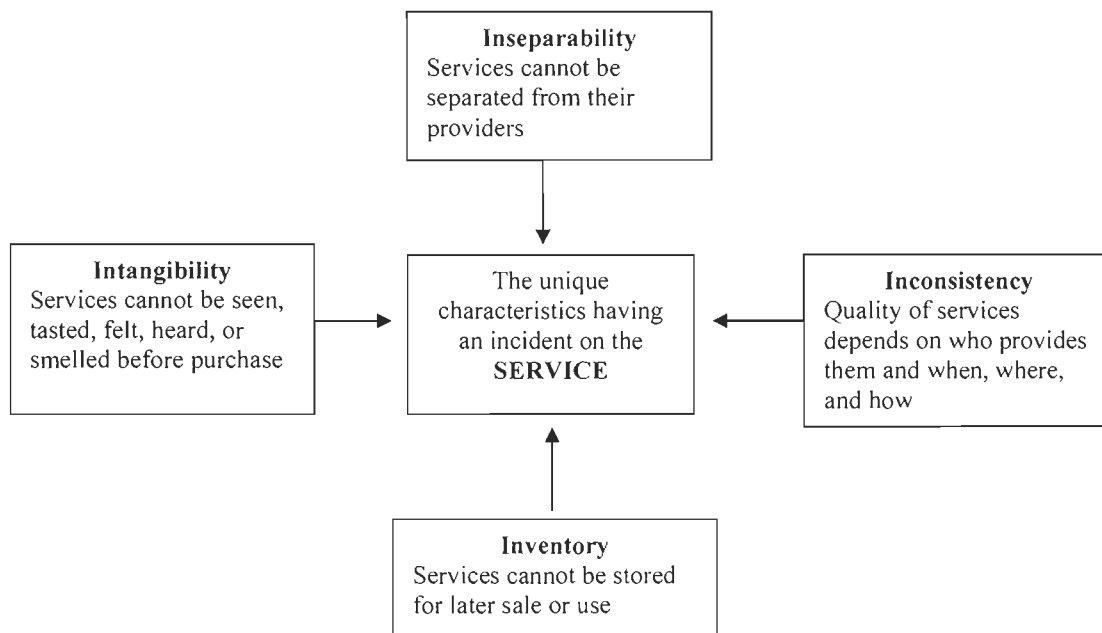 Inseparability
Services cannot be
separated from their
providers
Intangibility
Services cannot be seen,
tasted, felt, heard, or
smelled before purchase
The unique
characteristics having
an incident on the
SERVICE
Inconsistency
Quality of services
depends on who provides
them and when, where,
and how
Inventory
Services cannot be stored
for later sale or use